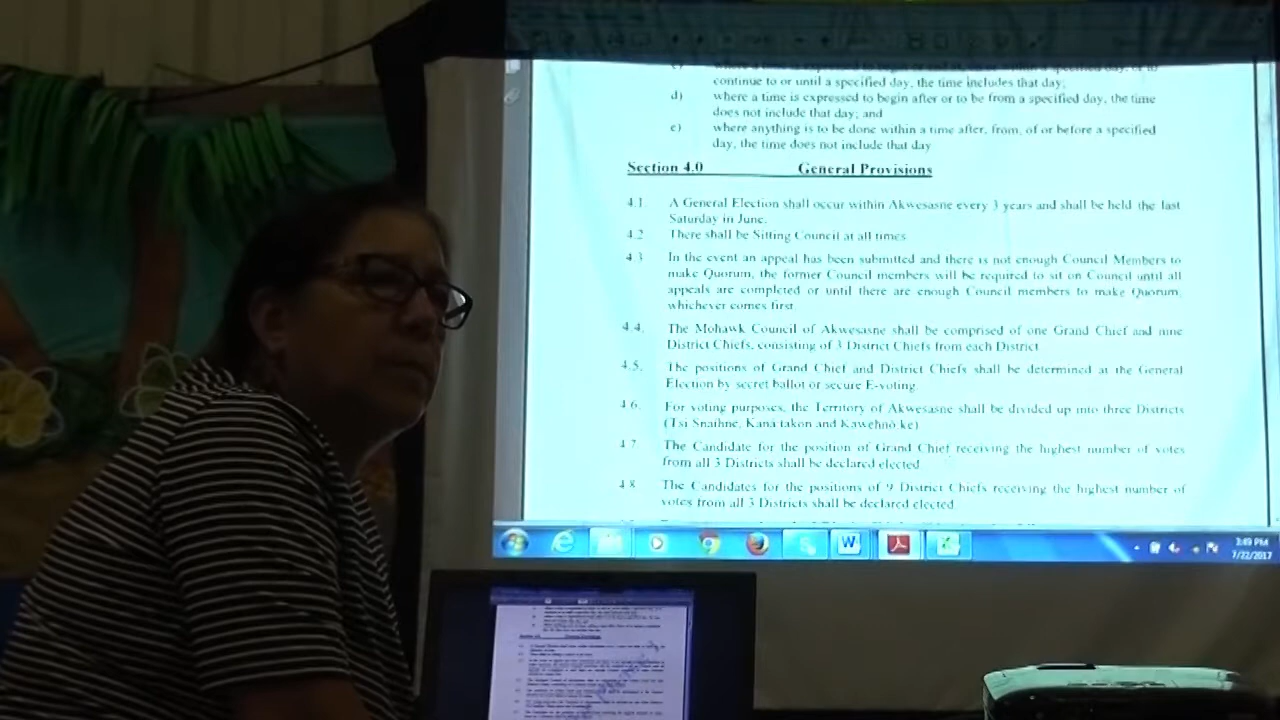 continue to or until a specified day, the time includes that day;
d) where a time is expressed to begin after or to be from a specified day, the time
does not include that day; and
e) where anything is to be done within a time after, from, of or before a specified
day, the time does not include that day
Section 4.0 General Provisions
4.1. A General Election shall occur within Akwesasne every 3 years and shall be held the last
Saturday in June.
4.2 There shall be Sitting Council at all times
4.3 In the event an appeal has been submitted and there is not enough Council Members to
make Quorum, the former Council members will be required to sit on Council until all
appeals are completed or until there are enough Council members to make Quorum,
whichever comes first.
4.4. The Mohawk Council of Akwesasne shall be comprised of one Grand Chief and nine
District Chiefs, consisting of 3 District Chiefs from each District
4.5. The positions of Grand Chief and District Chiefs shall be determined at the General
Election by secret ballot or secure E-voting.
4.6. For voting purposes, the Territory of Akwesasne shall be divided up into three Districts
(Tsi Snaihne, Kana takon and Kawehno ke)
4.7 The Candidate for the position of Grand Chief receiving the highest number of votes
from all 3 Districts shall be declared elected
4.8 The Candidates for the positions of 9 District Chiefs receiving the highest number of
votes from all 3 Districts shall be declared elected
3:49 PM
7/22/2017